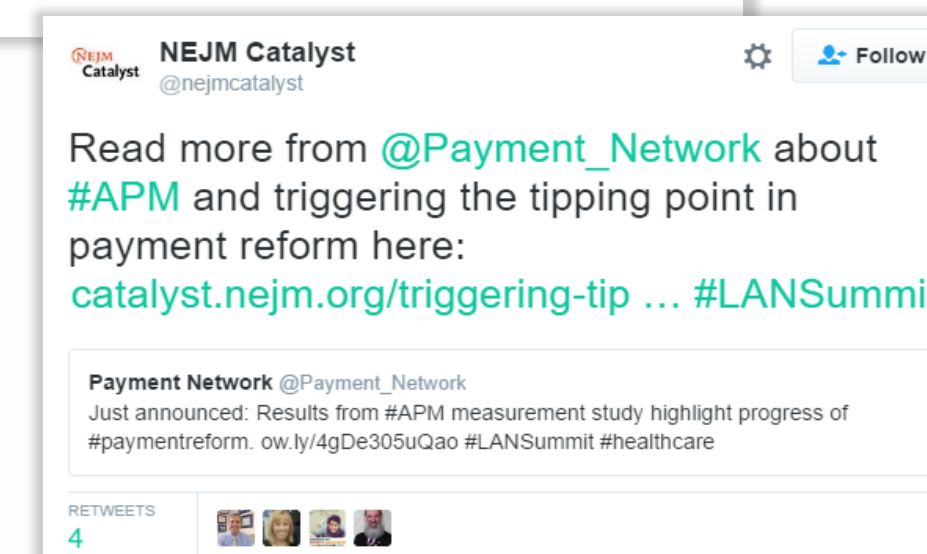 NEJM
Catalyst
NEJM Catalyst
@nejmcatalyst
Follow
Read more from @Payment_Network about
#APM and triggering the tipping point in
payment reform here:
catalyst.nejm.org/triggering-tip … #LANSummi
Payment Network @Payment_Network
Just announced: Results from #APM measurement study highlight progress of
#paymentreform. ow.ly/4gDe305uQao #LANSummit #healthcare
RETWEETS
4